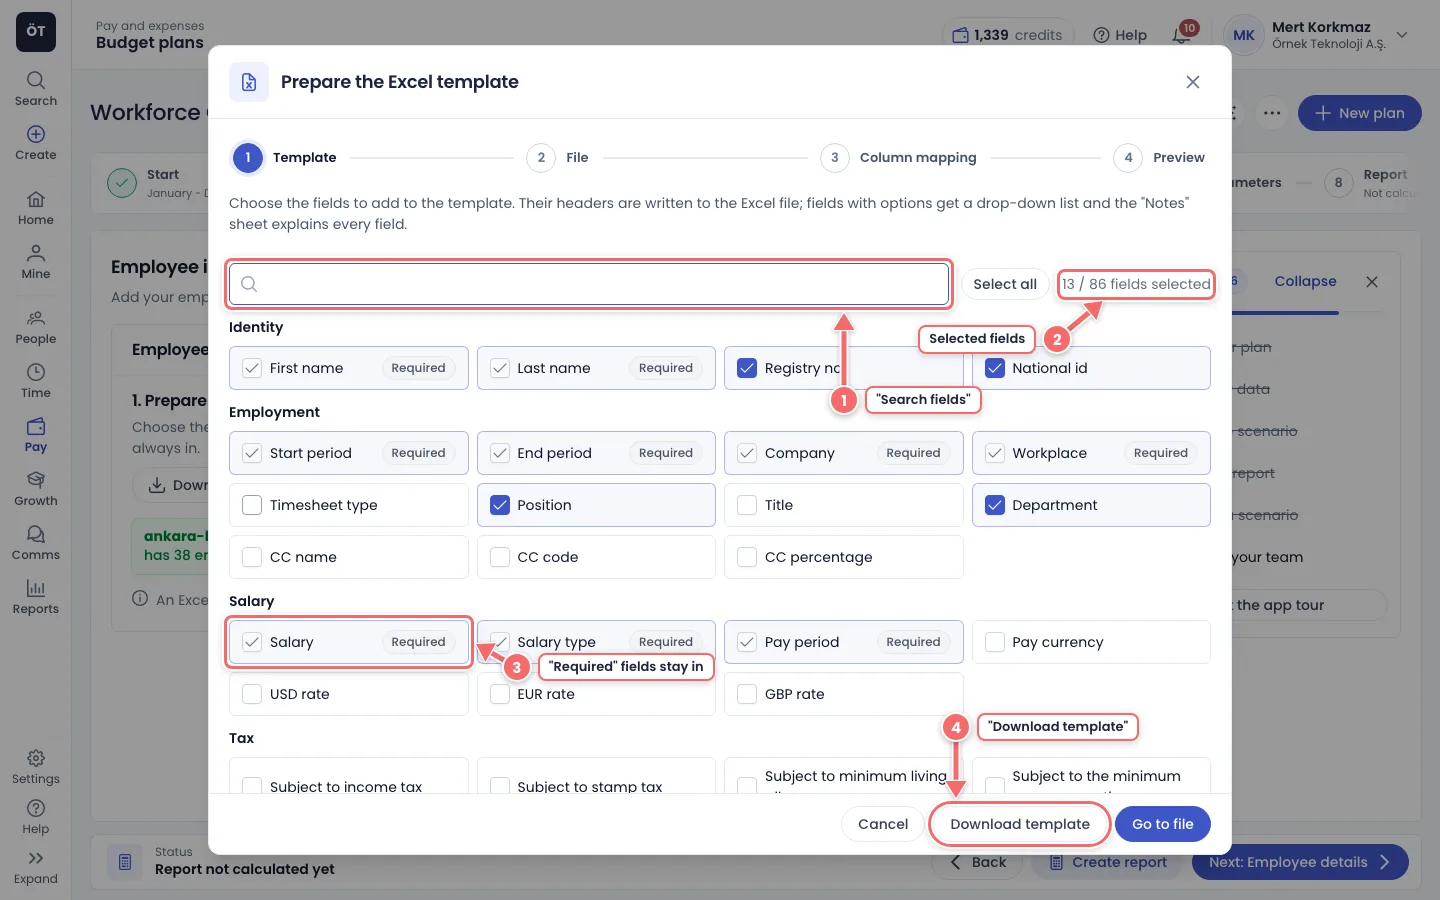 ÖT
Pay and expenses
Budget plans
1,339 credits
Help
10
MK
Mert Korkmaz
Örnek Teknoloji A.Ş.
Search
Create
Home
Mine
People
Time
Pay
Growth
Comms
Reports
Settings
Help
Expand
Workforce
New plan
Start
January - D
8
Report
Not calcu
Employee i
Add your emp
Collapse
Employee
1. Prepare
Choose the
always in.
Down
ankara-
has 38 e
An Exce
r plan
data
scenario
report
scenario
your team
the app tour
Prepare the Excel template
1 Template
2 File
3 Column mapping
4 Preview
Choose the fields to add to the template. Their headers are written to the Excel file; fields with options get a drop-down list and the "Notes"
sheet explains every field.
Select all
13 / 86 fields selected
Identity
Selected fields
2
First name Required
Last name Required
Registry no
National id
1
"Search fields"
Employment
Start period Required
End period Required
Company Required
Workplace Required
Timesheet type
Position
Title
Department
CC name
CC code
CC percentage
Salary
Salary Required
Salary type Required
Pay period Required
Pay currency
3
"Required" fields stay in
USD rate
EUR rate
GBP rate
4
"Download template"
Tax
Subject to income tax
Subject to stamp tax
Subject to minimum living
Subject to the minimum
Cancel
Download template
Go to file
Status
Report not calculated yet
Back
Create report
Next: Employee details